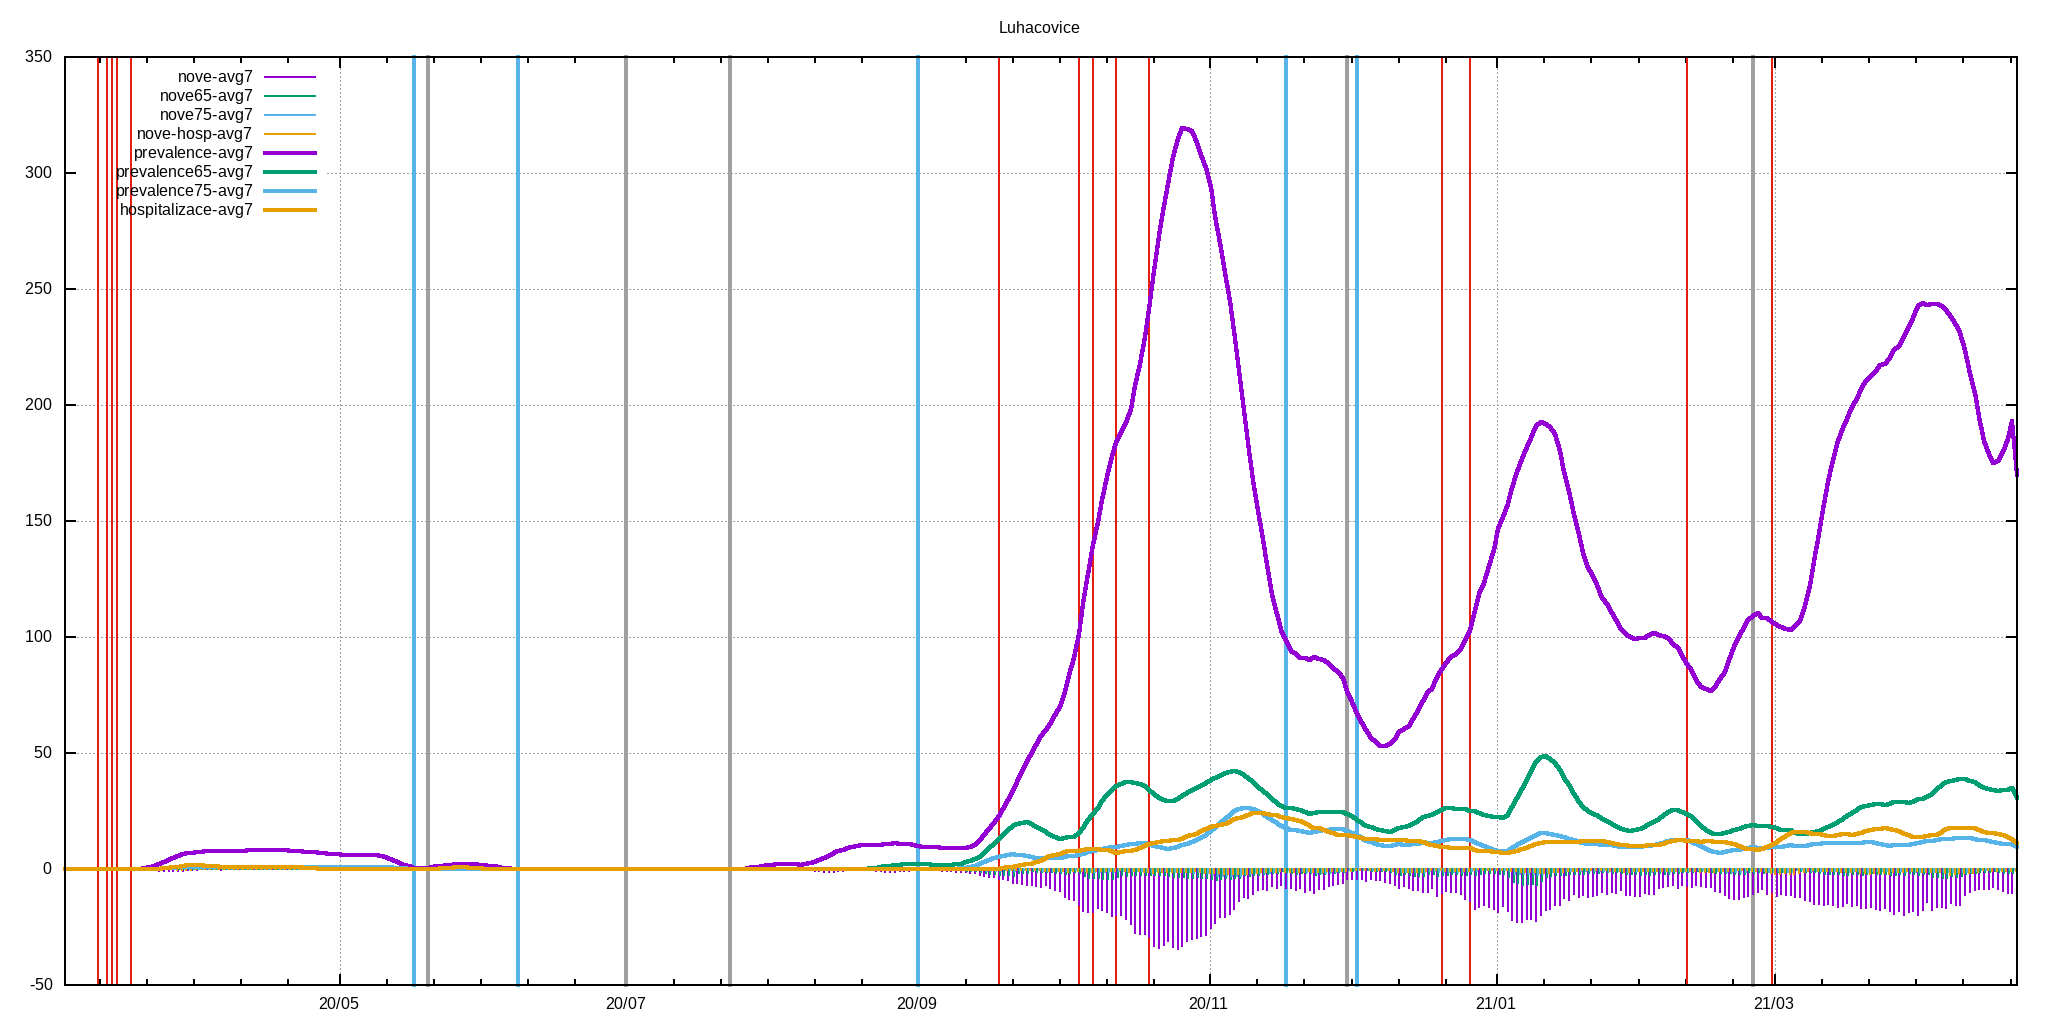 Luhacovice
350
nove-avg7
nove65-avg7
nove75-avg7
nove-hosp-avg7
prevalence-avg7
prevalence65-avg7
prevalence75-avg7
hospitalizace-avg7
300
250
200
150
100
50
0
-50
20/05 20/07 20/09 20/11 21/01 21/03